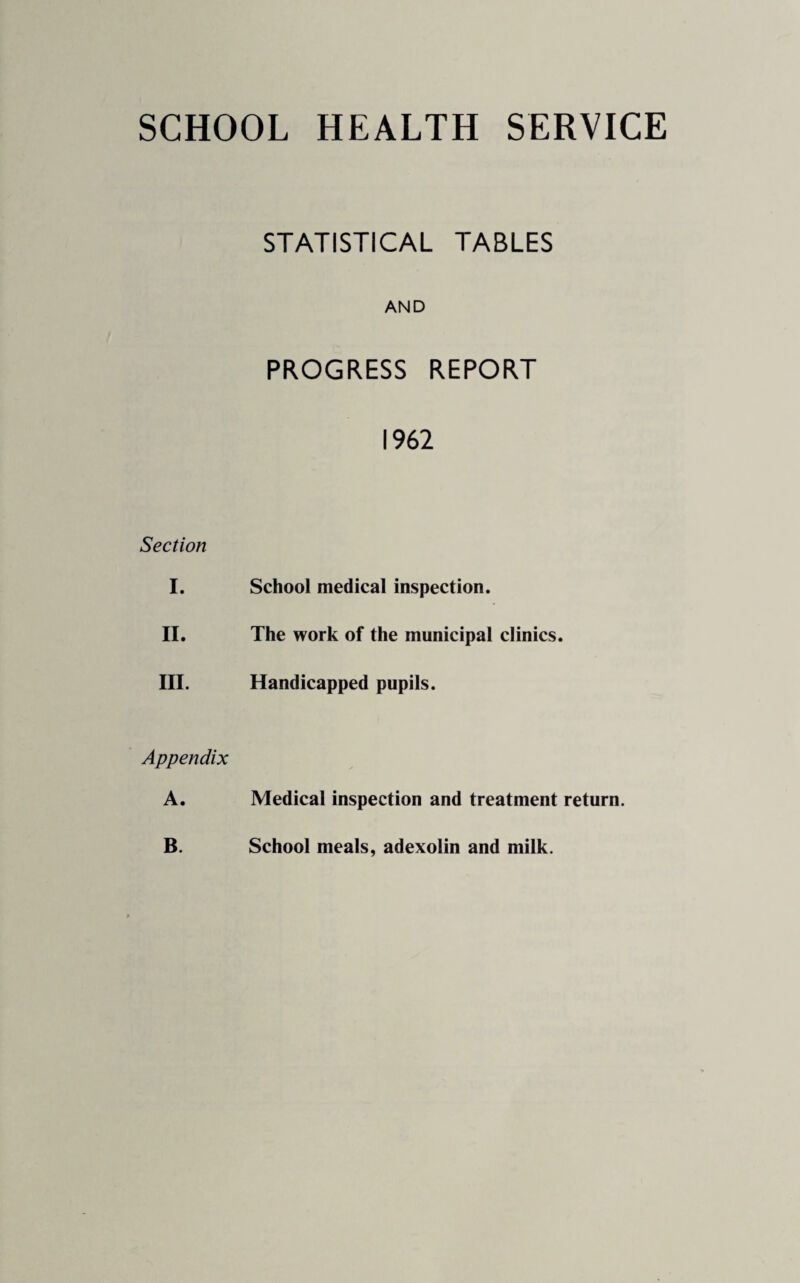 SCHOOL HEALTH SERVICE
STATISTICAL TABLES
AND
PROGRESS REPORT
1962
Section
I. School medical inspection.
II. The work of the municipal clinics.
III. Handicapped pupils.
Appendix
A. Medical inspection and treatment return.
B. School meals, adexolin and milk.